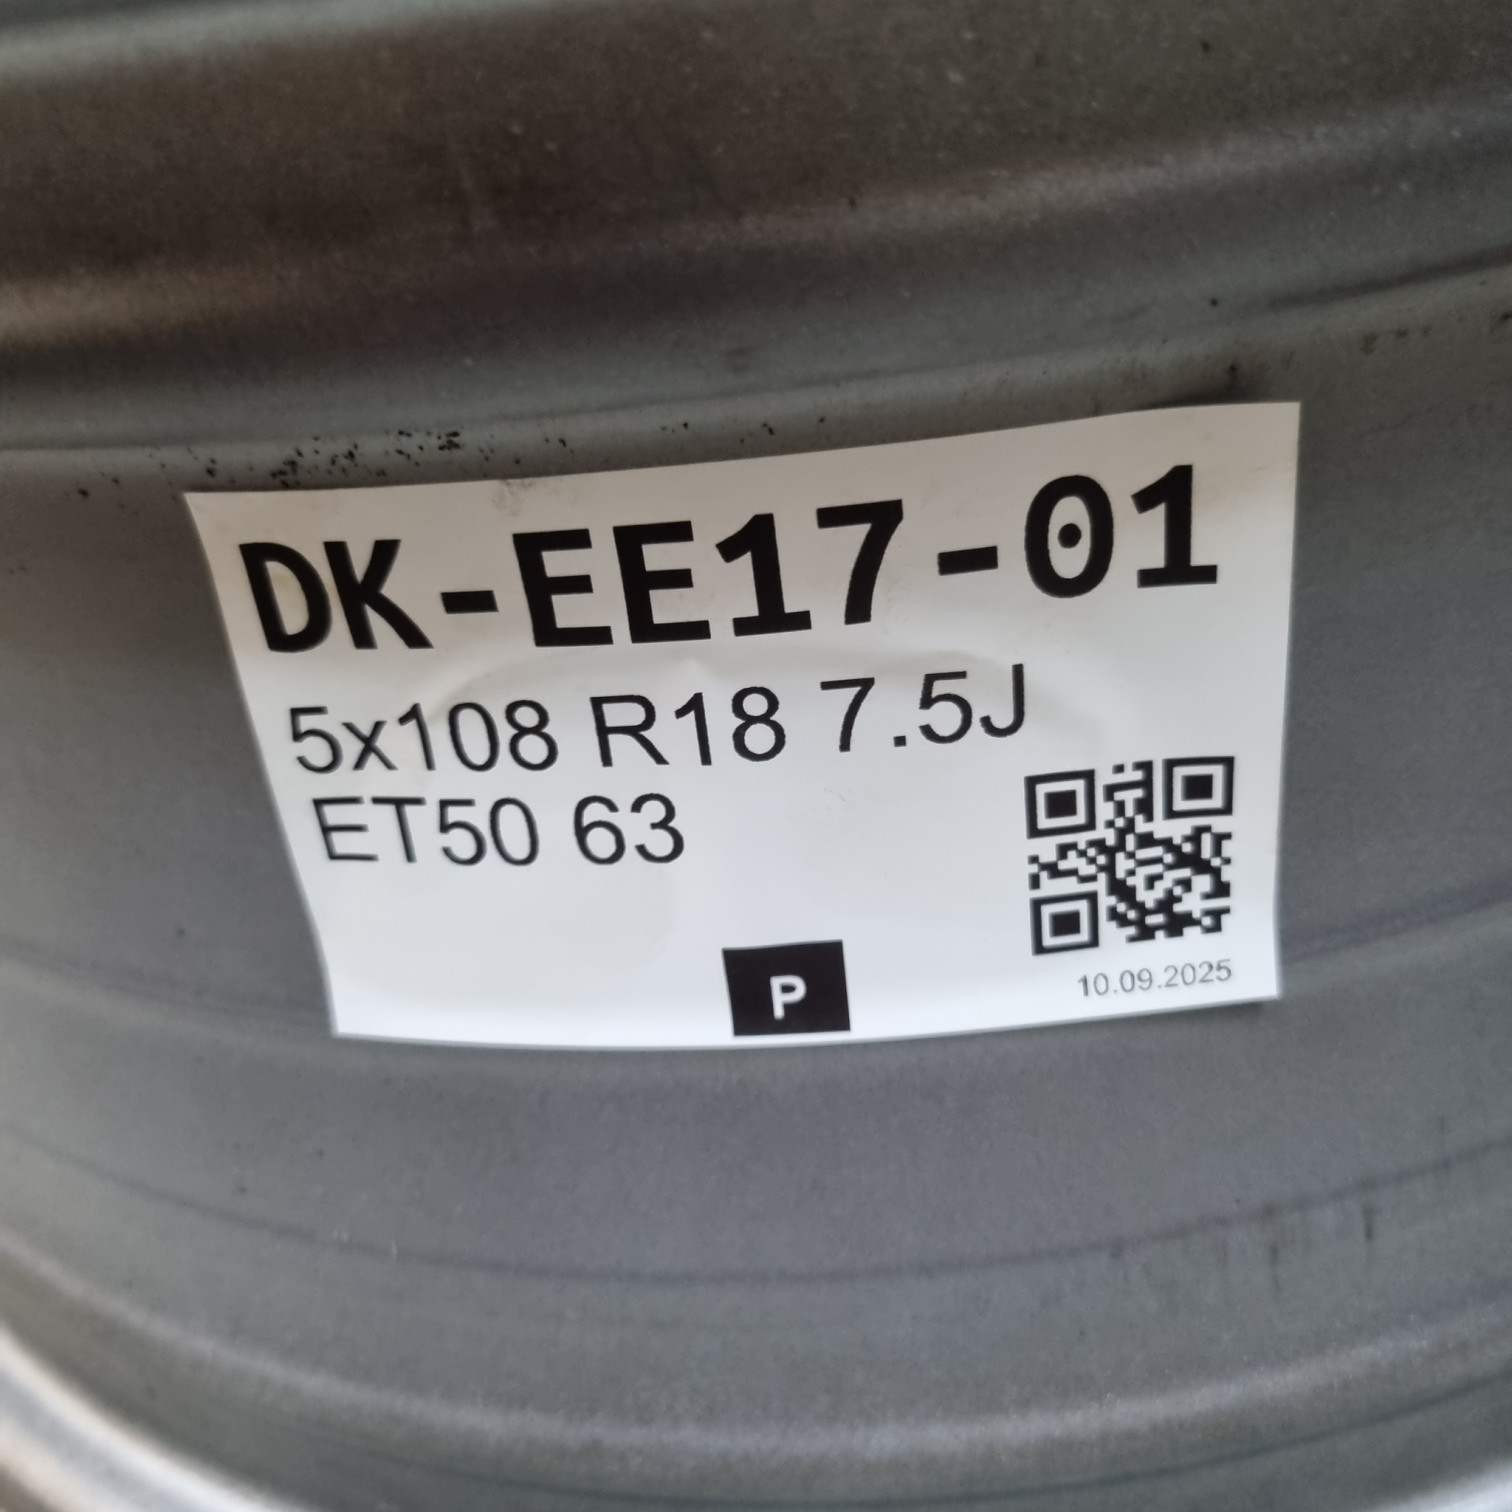 DK-EE17-01
5x108 R18 7.5J
ET50 63
P
10.09.2025